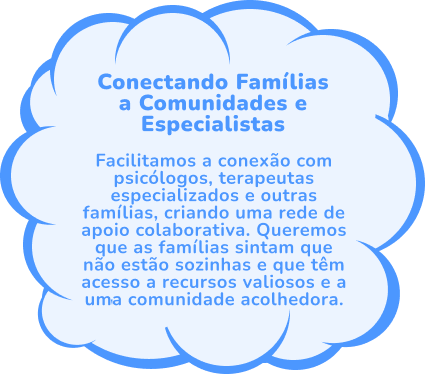 Conectando Famílias
a Comunidades e
Especialistas
Facilitamos a conexão com
psicólogos, terapeutas
especializados e outras
famílias, criando uma rede de
apoio colaborativa. Queremos
que as famílias sintam que
não estão sozinhas e que têm
acesso a recursos valiosos e a
uma comunidade acolhedora.